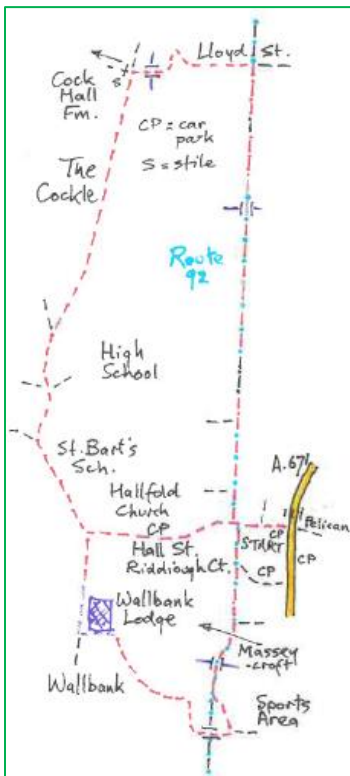 Lloyd St.
S
Cock
Hall
Fm.
CP = car
park
S = stile
The
Cockle
Route
92
High
School
St. Bart's
Sch.
A.671
Hallfold
Church
CP
Hall St.
START
CP
Pelican
Riddiough Ct.
CP
CP
Wallbank
Lodge
Massey
-croft
Wallbank
Sports
Area